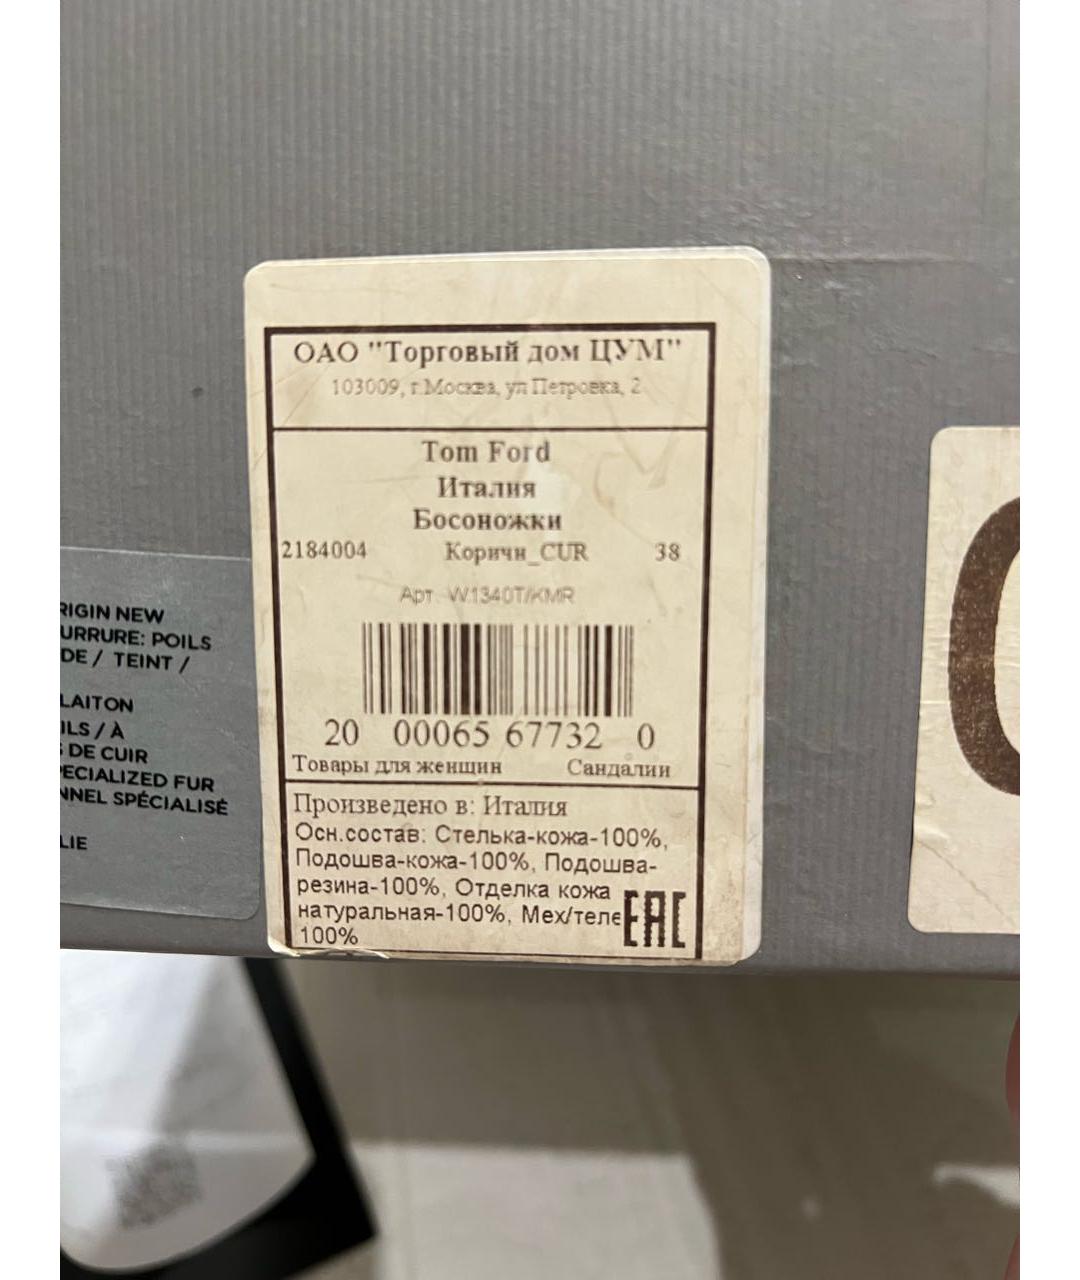 ОАО "Торговый дом ЦУМ"
103009, г.Москва, ул Петровка, 2
Tom Ford
Италия
Босоножки
2184004 Коричн_CUR 38
Арт. W1340T/KMR
20 00065 67732 0
Товары для женщин Сандалии
Произведено в: Италия
Осн.состав: Стелька-кожа-100%,
Подошва-кожа-100%, Подошва-
резина-100%, Отделка кожа
натуральная-100%, Мех/теле
100%
EAC
RIGIN NEW
URRURE: POILS
DE / TEINT /
LAITON
ILS / À
DE CUIR
PECIALIZED FUR
NNEL SPÉCIALISÉ
LIE